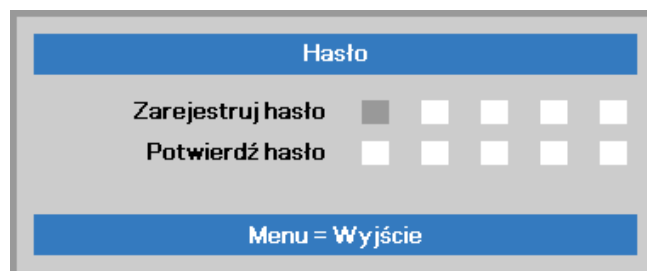 Hasło
Zarejestruj hasło
Potwierdź hasło
Menu = Wyjście